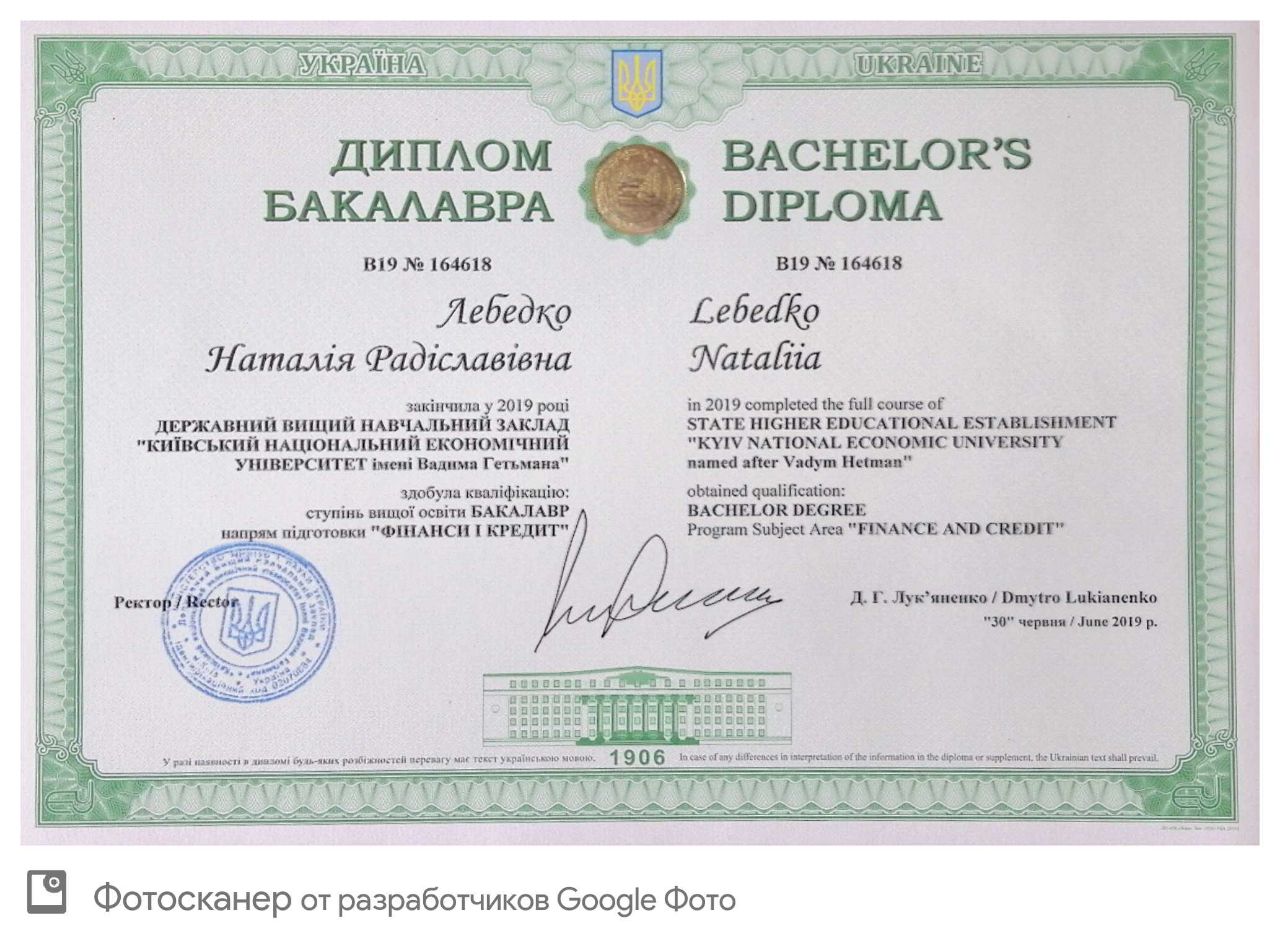 УКРАЇНА
UKRAINE
ДИПЛОМ
БАКАЛАВРА
BACHELOR'S
DIPLOMA
B19 № 164618
B19 № 164618
Лебедко
Наталія Радіславівна
Lebedko
Nataliia
закінчила у 2019 році
ДЕРЖАВНИЙ ВИЩИЙ НАВЧАЛЬНИЙ ЗАКЛАД
"КИЇВСЬКИЙ НАЦІОНАЛЬНИЙ ЕКОНОМІЧНИЙ
УНІВЕРСИТЕТ імені Вадима Гетьмана"
in 2019 completed the full course of
STATE HIGHER EDUCATIONAL ESTABLISHMENT
"KYIV NATIONAL ECONOMIC UNIVERSITY
named after Vadym Hetman"
здобула кваліфікацію:
ступінь вищої освіти БАКАЛАВР
напрям підготовки "ФІНАНСИ І КРЕДИТ"
obtained qualification:
BACHELOR DEGREE
Program Subject Area "FINANCE AND CREDIT"
Ректор / Rector
Д. Г. Лук’яненко / Dmytro Lukianenko
"30" червня / June 2019 р.
У разі наявності в дипломі будь-яких розбіжностей перевагу має текст українською мовою.
1906
In case of any differences in interpretation of the information in the diploma or supplement, the Ukrainian text shall prevail.
Фотосканер от разработчиков Google Фото